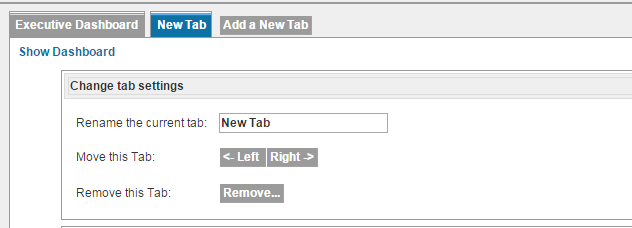 Executive Dashboard New Tab Add a New Tab
Show Dashboard
Change tab settings
Rename the current tab: New Tab
Move this Tab: <- Left Right ->
Remove this Tab: Remove...